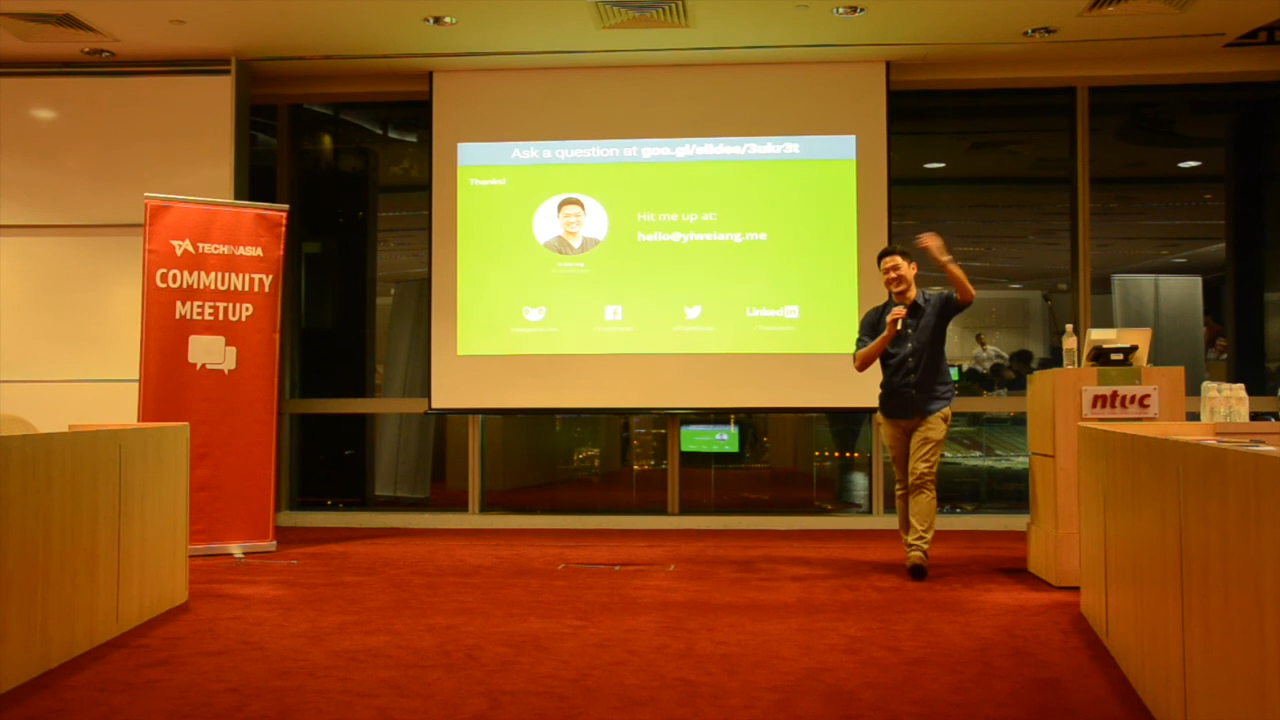 Ask a question at goo.gl/slides/3ukr3t
Thanks!
Hit me up at:
hello@yiweiang.me
LinkedIn
TECHINASIA
COMMUNITY
MEETUP
ntuc